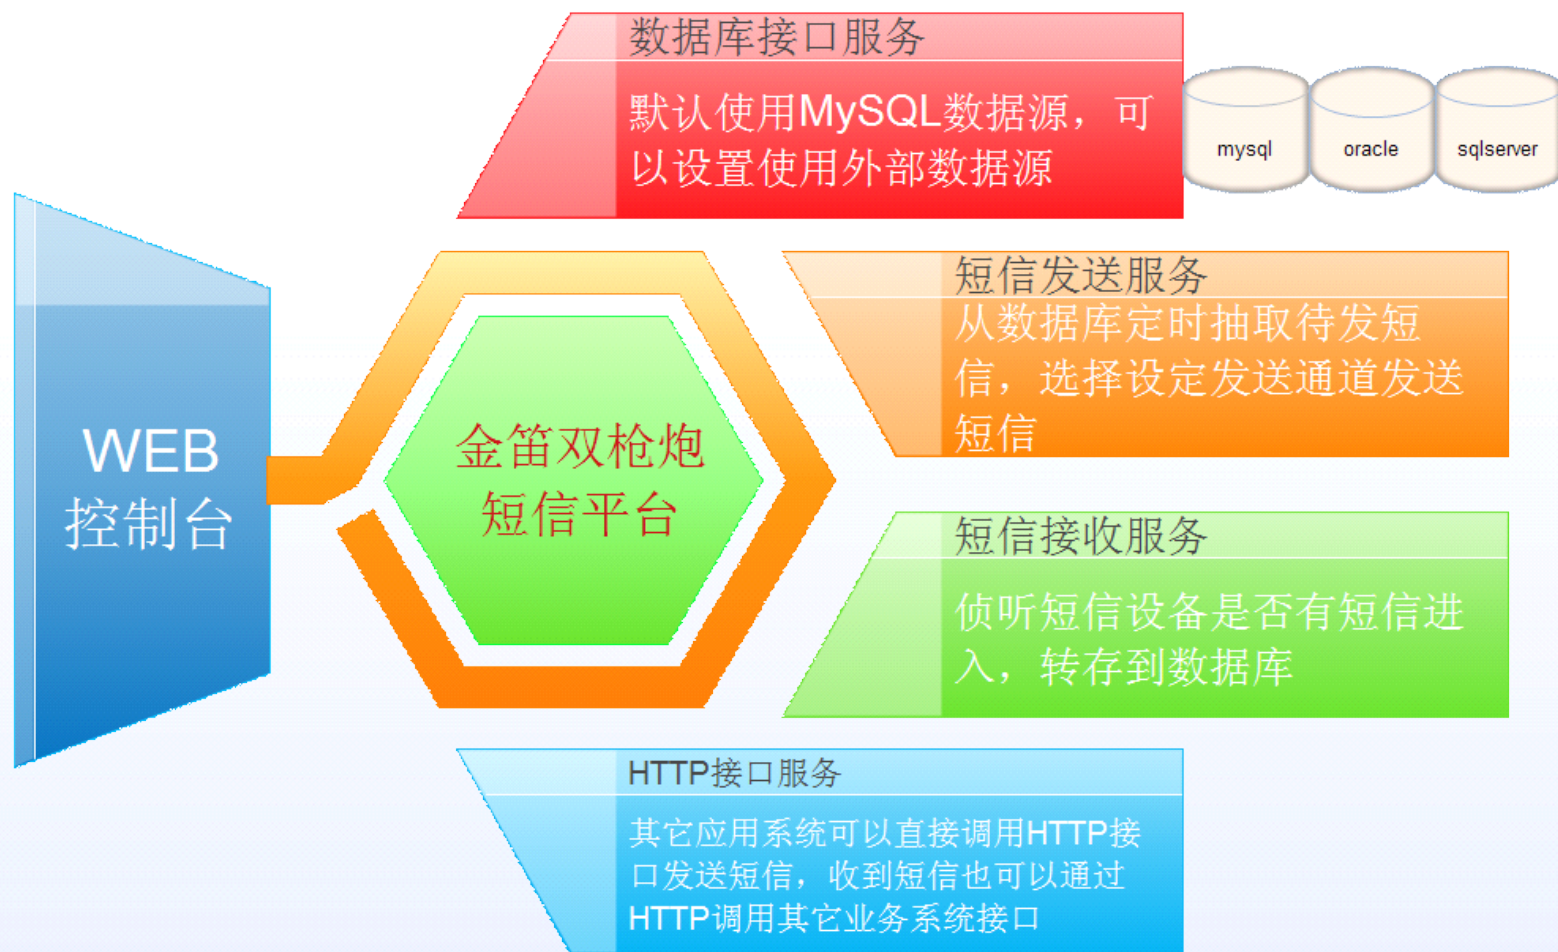 数据库接口服务
默认使用MySQL数据源，可
以设置使用外部数据源
mysql
oracle
sqlserver
短信发送服务
从数据库定时抽取待发短
信，选择设定发送通道发送
短信
WEB
控制台
金笛双枪炮
短信平台
短信接收服务
侦听短信设备是否有短信进
入，转存到数据库
HTTP接口服务
其它应用系统可以直接调用HTTP接
口发送短信，收到短信也可以通过
HTTP调用其它业务系统接口